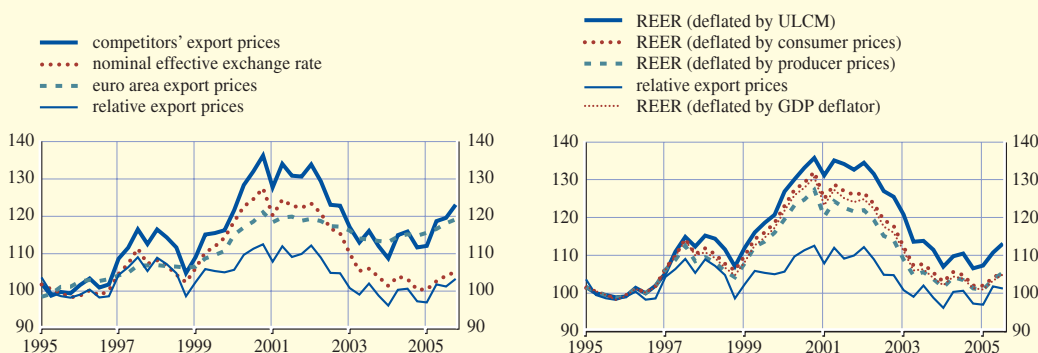 competitors' export prices
nominal effective exchange rate
euro area export prices
relative export prices
140 140
130 130
120 120
110 110
100 100
90 90
1995 1997 1999 2001 2003 2005
REER (deflated by ULCM)
REER (deflated by consumer prices)
REER (deflated by producer prices)
relative export prices
REER (deflated by GDP deflator)
140 140
130 130
120 120
110 110
100 100
90 90
1995 1997 1999 2001 2003 2005